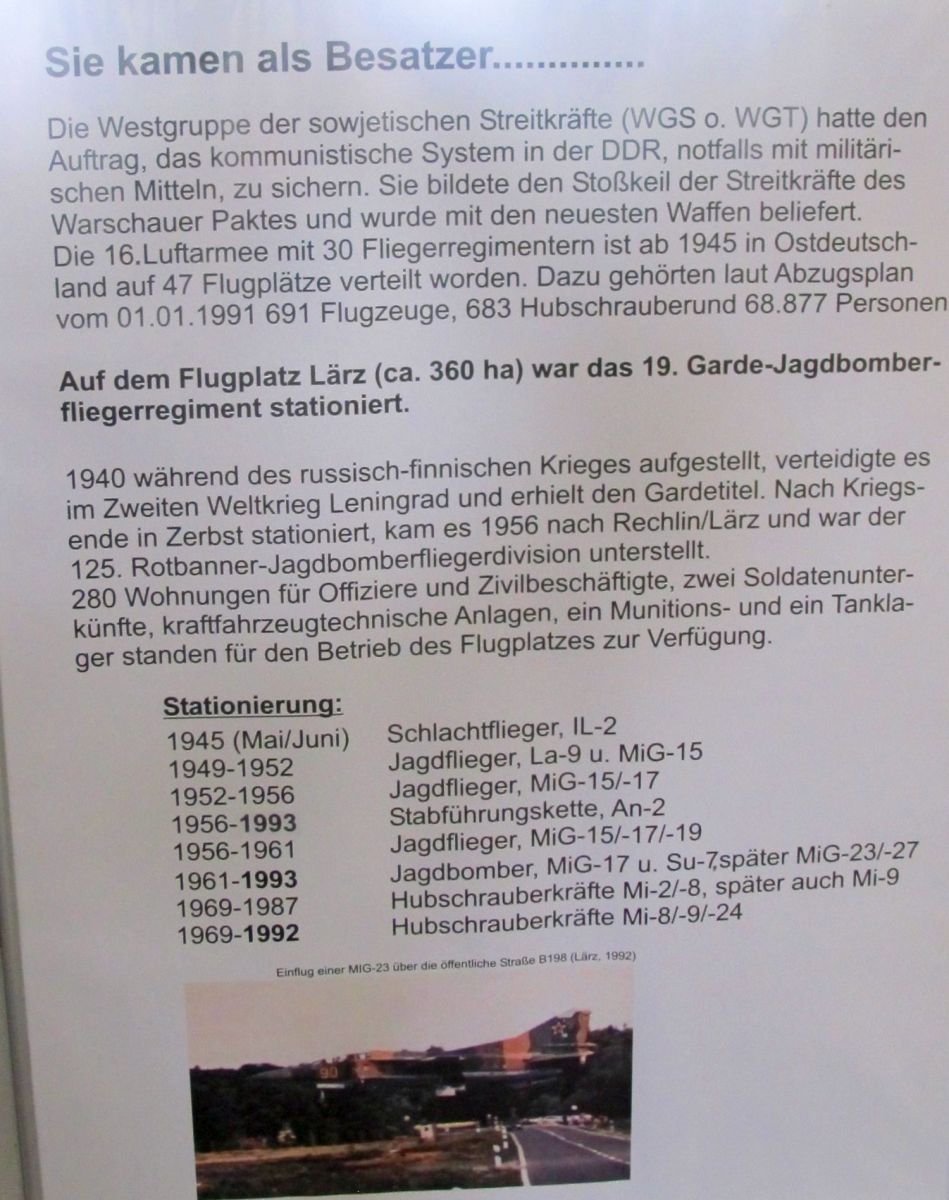 Sie kamen als Besatzer..............
Die Westgruppe der sowjetischen Streitkräfte (WGS o. WGT) hatte den
Auftrag, das kommunistische System in der DDR, notfalls mit militäri-
schen Mitteln, zu sichern. Sie bildete den Stoßkeil der Streitkräfte des
Warschauer Paktes und wurde mit den neuesten Waffen beliefert.
Die 16.Luftarmee mit 30 Fliegerregimentern ist ab 1945 in Ostdeutsch-
land auf 47 Flugplätze verteilt worden. Dazu gehörten laut Abzugsplan
vom 01.01.1991 691 Flugzeuge, 683 Hubschrauberund 68.877 Personen
Auf dem Flugplatz Lärz (ca. 360 ha) war das 19. Garde-Jagdbomber-
fliegerregiment stationiert.
1940 während des russisch-finnischen Krieges aufgestellt, verteidigte es
im Zweiten Weltkrieg Leningrad und erhielt den Gardetitel. Nach Kriegs-
ende in Zerbst stationiert, kam es 1956 nach Rechlin/Lärz und war der
125. Rotbanner-Jagdbomberfliegerdivision unterstellt.
280 Wohnungen für Offiziere und Zivilbeschäftigte, zwei Soldatenunter-
künfte, kraftfahrzeugtechnische Anlagen, ein Munitions- und ein Tankla-
ger standen für den Betrieb des Flugplatzes zur Verfügung.
Stationierung:
1945 (Mai/Juni) Schlachtflieger, IL-2
1949-1952 Jagdflieger, La-9 u. MiG-15
1952-1956 Jagdflieger, MiG-15/-17
1956-1993 Stabführungskette, An-2
1956-1961 Jagdflieger, MiG-15/-17/-19
1961-1993 Jagdbomber, MiG-17 u. Su-7,später MiG-23/-27
1969-1987 Hubschrauberkräfte Mi-2/-8, später auch Mi-9
1969-1992 Hubschrauberkräfte Mi-8/-9/-24
Einflug einer MIG-23 über die öffentliche Straße B198 (Lärz, 1992)
90